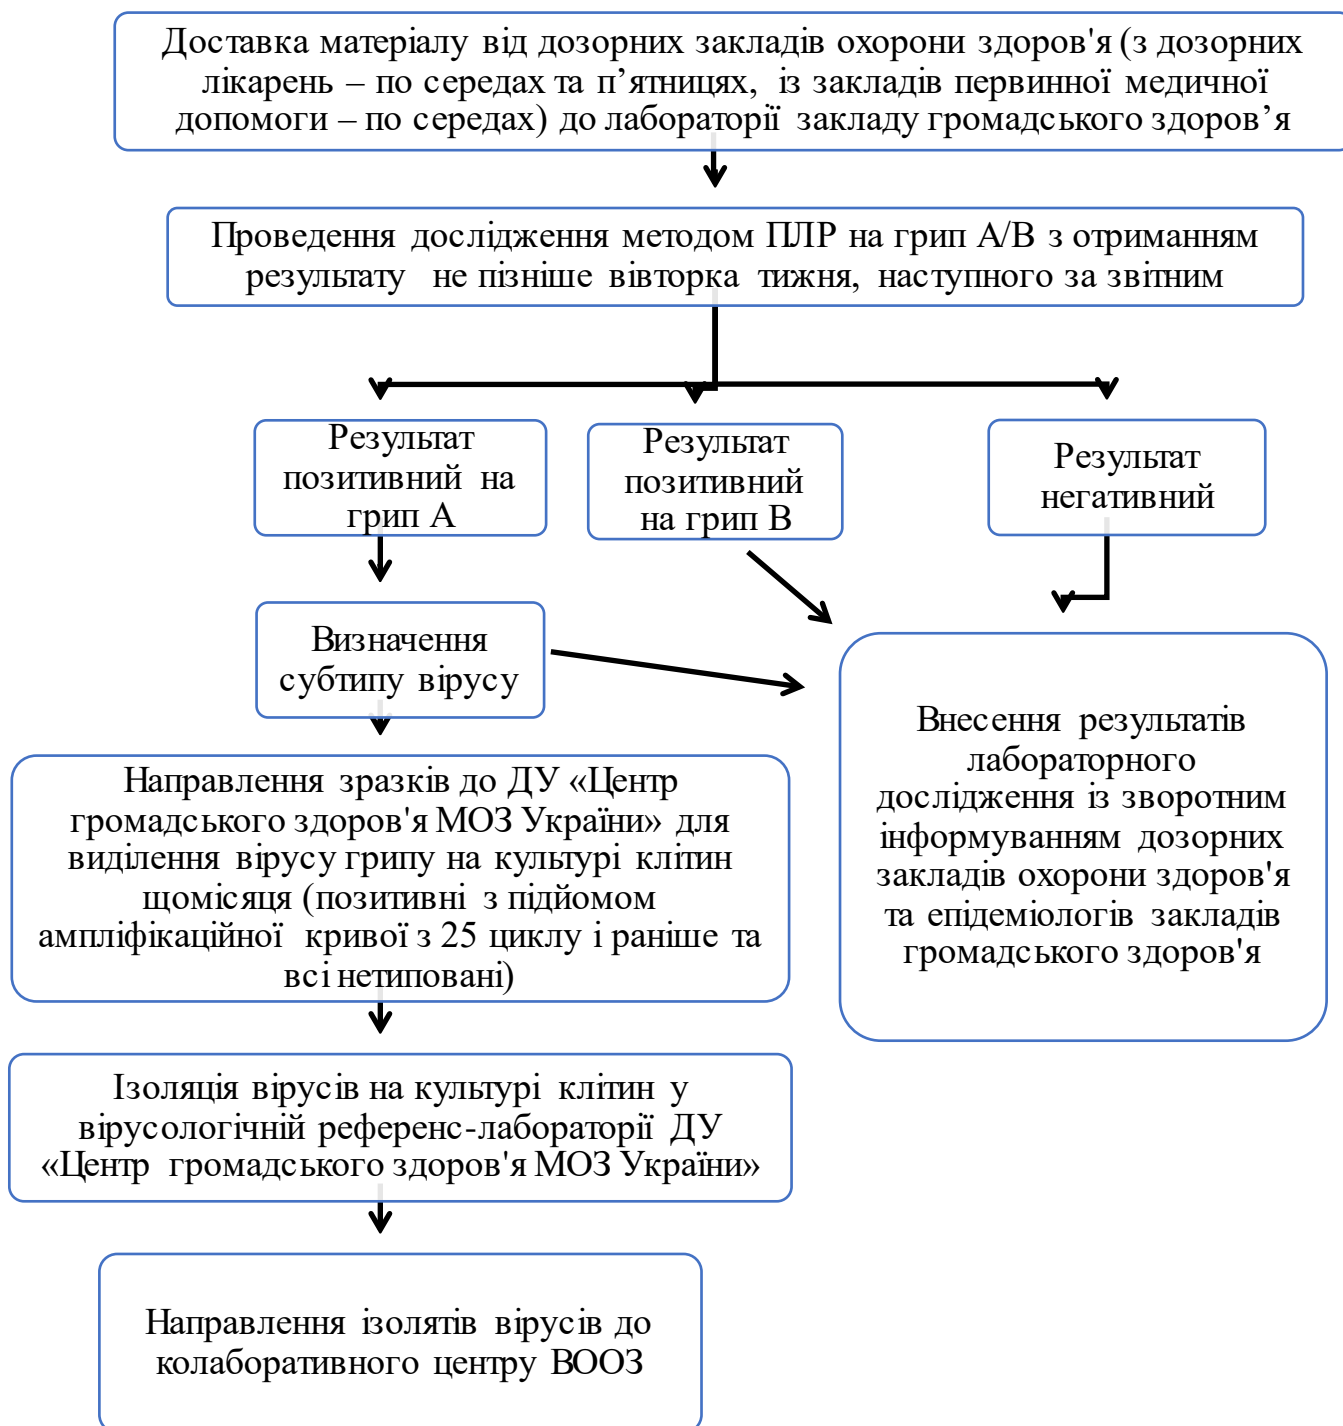 Доставка матеріалу від дозорних закладів охорони здоров'я (з дозорних
лікарень – по середах та п’ятницях, із закладів первинної медичної
допомоги – по середах) до лабораторії закладу громадського здоров’я
Проведення дослідження методом ПЛР на грип А/В з отриманням
результату не пізніше вівторка тижня, наступного за звітним
Результат
позитивний на
грип А
Результат
позитивний
на грип В
Результат
негативний
Визначення
субтипу вірусу
Направлення зразків до ДУ «Центр
громадського здоров'я МОЗ України» для
виділення вірусу грипу на культурі клітин
щомісяця (позитивні з підйомом
ампліфікаційної кривої з 25 циклу і раніше та
всі нетиповані)
Внесення результатів
лабораторного
дослідження із зворотним
інформуванням дозорних
закладів охорони здоров'я
та епідеміологів закладів
громадського здоров'я
Ізоляція вірусів на культурі клітин у
вірусологічній референс-лабораторії ДУ
«Центр громадського здоров'я МОЗ України»
Направлення ізолятів вірусів до
колаборативного центру ВООЗ